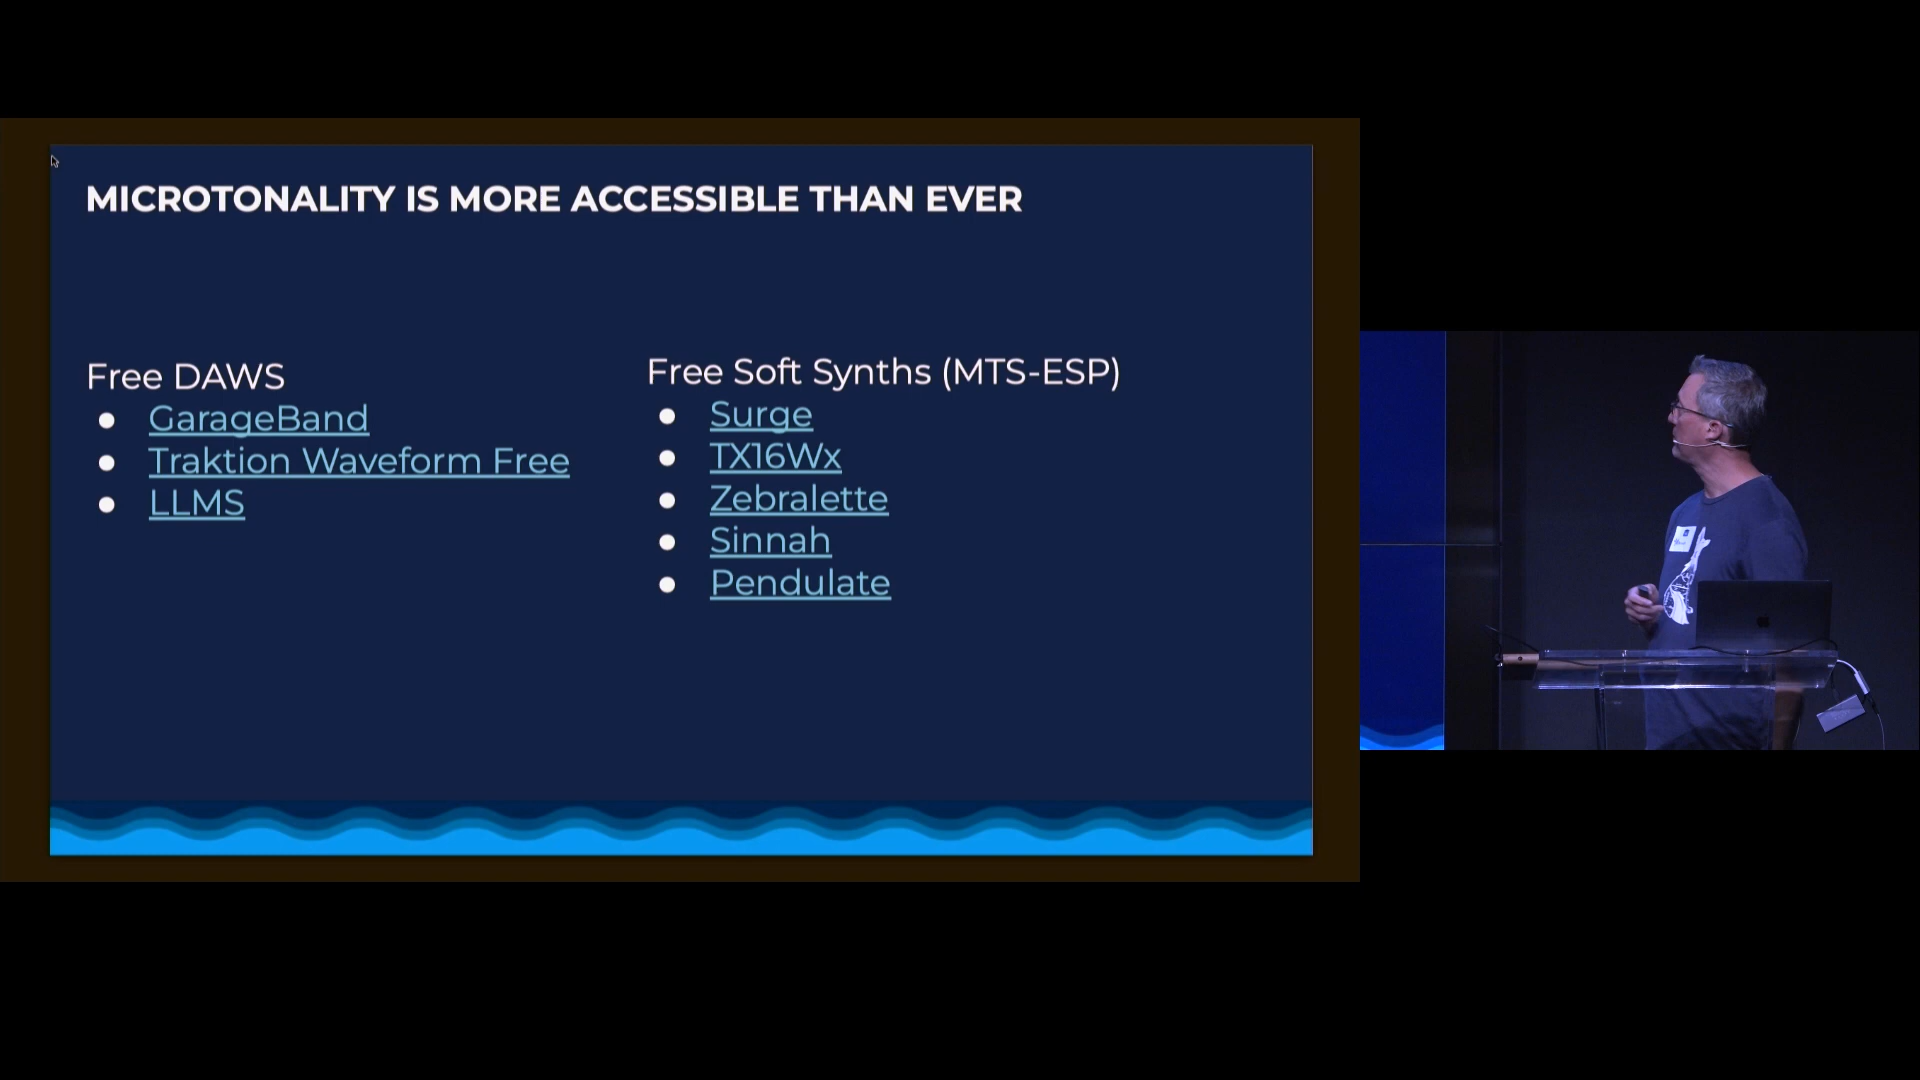 MICROTONALITY IS MORE ACCESSIBLE THAN EVER
Free DAWS
GarageBand
Traktion Waveform Free
LLMS
Free Soft Synths (MTS-ESP)
Surge
TX16Wx
Zebralette
Sinnah
Pendulate